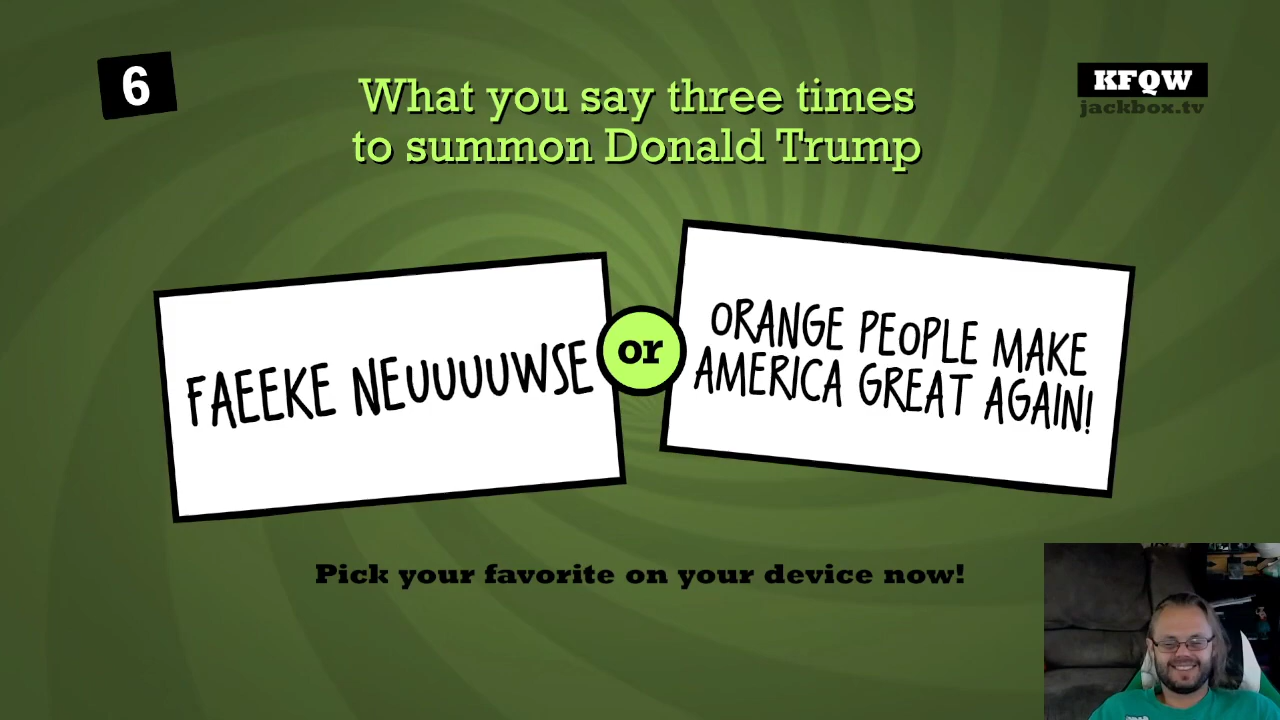 6
What you say three times
to summon Donald Trump
KFQW
jackbox.tv
FAEEKE NEUUUUWSE
or
ORANGE PEOPLE MAKE
AMERICA GREAT AGAIN!
Pick your favorite on your device now!